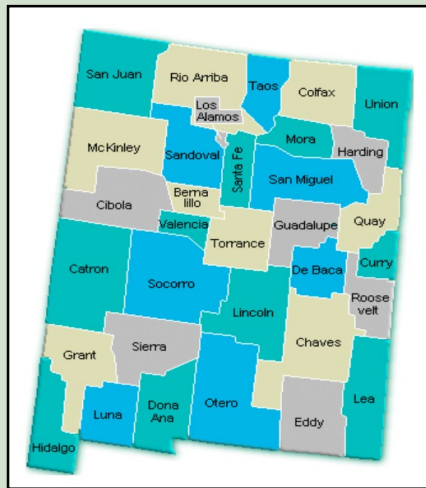 San Juan
Rio Arriba
Taos
Colfax
Union
Los
Alamos
Mora
Harding
McKinley
Sandoval
Santa Fe
San Miguel
Cibola
Berna
lillo
Valencia
Torrance
Guadalupe
Quay
Curry
Catron
Socorro
De Baca
Roose
velt
Lincoln
Chaves
Grant
Sierra
Luna
Dona
Ana
Otero
Eddy
Lea
Hidalgo